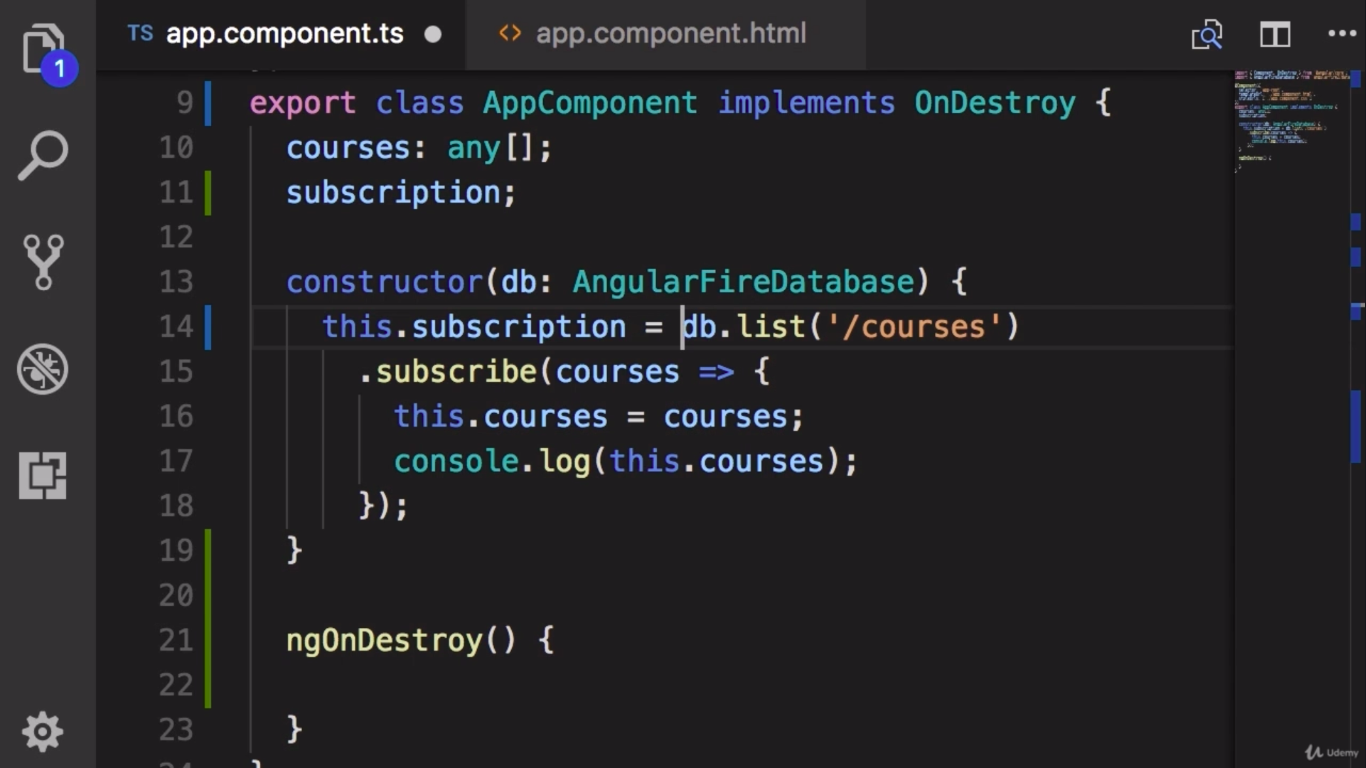 TS app.component.ts
<> app.component.html
1
9 export class AppComponent implements OnDestroy {
10 courses: any[];
11 subscription;
12
13 constructor(db: AngularFireDatabase) {
14 this.subscription = db.list('/courses')
15 .subscribe(courses => {
16 this.courses = courses;
17 console.log(this.courses);
18 });
19 }
20
21 ngOnDestroy() {
22
23 }
Udemy